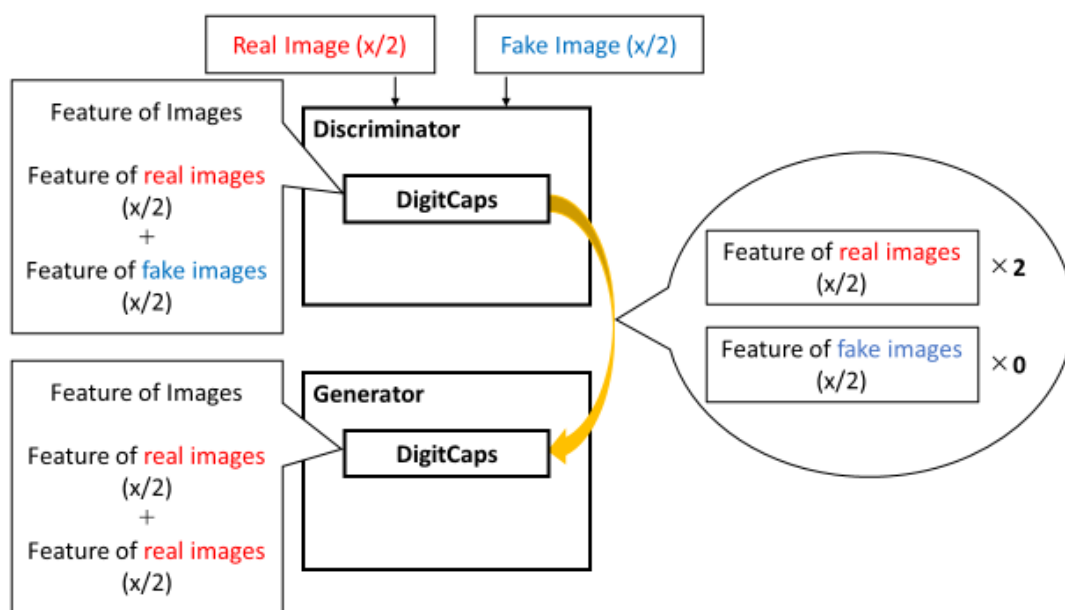 Real Image (x/2)
Fake Image (x/2)
Feature of Images
Feature of real images
(x/2)
+
Feature of fake images
(x/2)
Discriminator
DigitCaps
Feature of real images
(x/2)
×2
Feature of fake images
(x/2)
×0
Feature of Images
Feature of real images
(x/2)
+
Feature of real images
(x/2)
Generator
DigitCaps